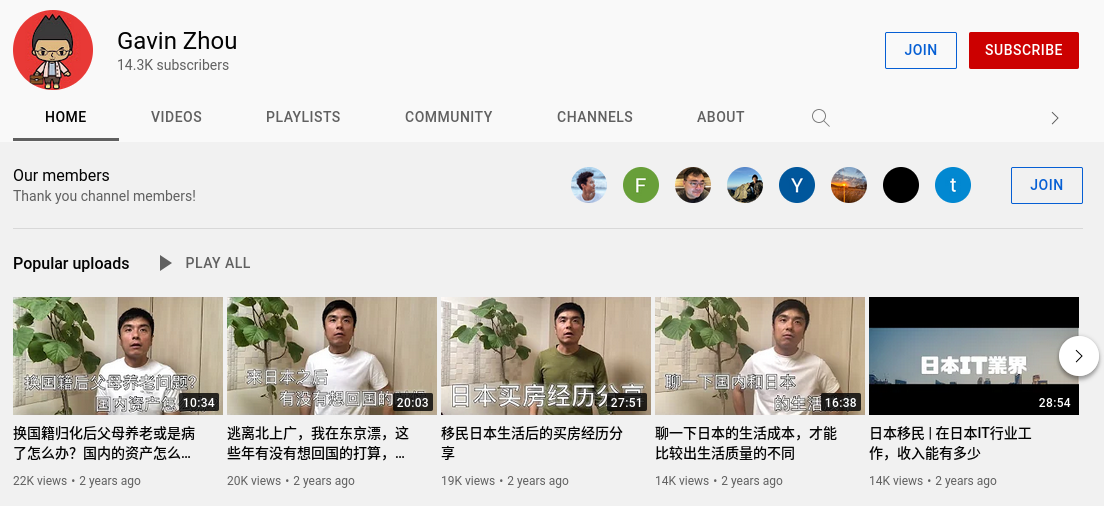 Gavin Zhou
14.3K subscribers
JOIN
SUBSCRIBE
HOME
VIDEOS
PLAYLISTS
COMMUNITY
CHANNELS
ABOUT
Our members
Thank you channel members!
F
Y
t
JOIN
Popular uploads
PLAY ALL
换国籍后父母养老问题?
国内资产
10:34
来日本之后
有没有想回国的
20:03
日本买房经历分享
27:51
聊一下国内和日本
的生活
16:38
日本IT業界
28:54
换国籍归化后父母养老或是病
了怎么办?国内的资产怎么...
22K views • 2 years ago
逃离北上广,我在东京漂,这
些年有没有想回国的打算,...
20K views • 2 years ago
移民日本生活后的买房经历分
享
19K views • 2 years ago
聊一下日本的生活成本,才能
比较出生活质量的不同
14K views • 2 years ago
日本移民 | 在日本IT行业工
作,收入能有多少
14K views • 2 years ago